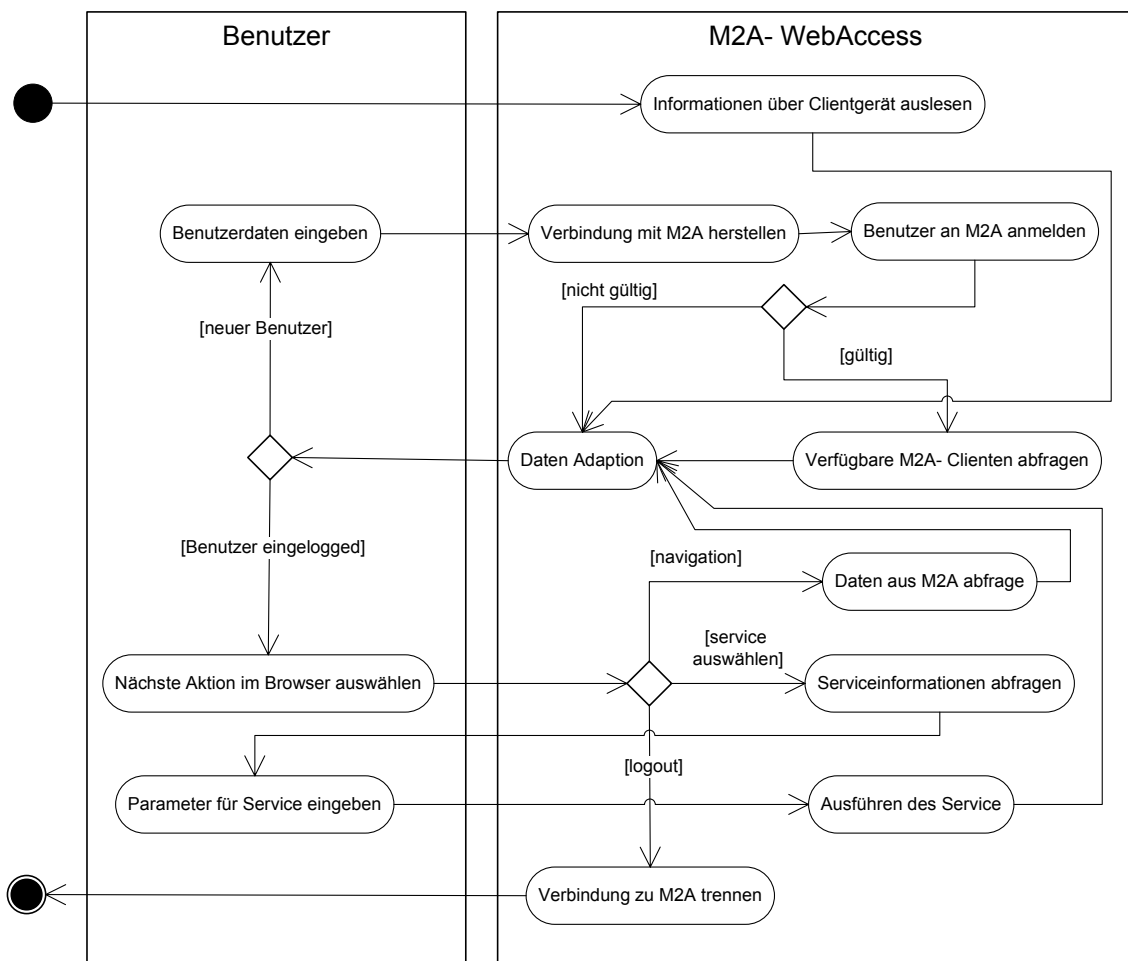 Benutzer
M2A- WebAccess
Informationen über Clientgerät auslesen
Benutzerdaten eingeben
Verbindung mit M2A herstellen
Benutzer an M2A anmelden
[nicht gültig]
[neuer Benutzer]
[gültig]
Daten Adaption
Verfügbare M2A- Clienten abfragen
[Benutzer eingelogged]
[navigation]
Daten aus M2A abfrage
[service
auswählen]
Nächste Aktion im Browser auswählen
Serviceinformationen abfragen
[logout]
Parameter für Service eingeben
Ausführen des Service
Verbindung zu M2A trennen